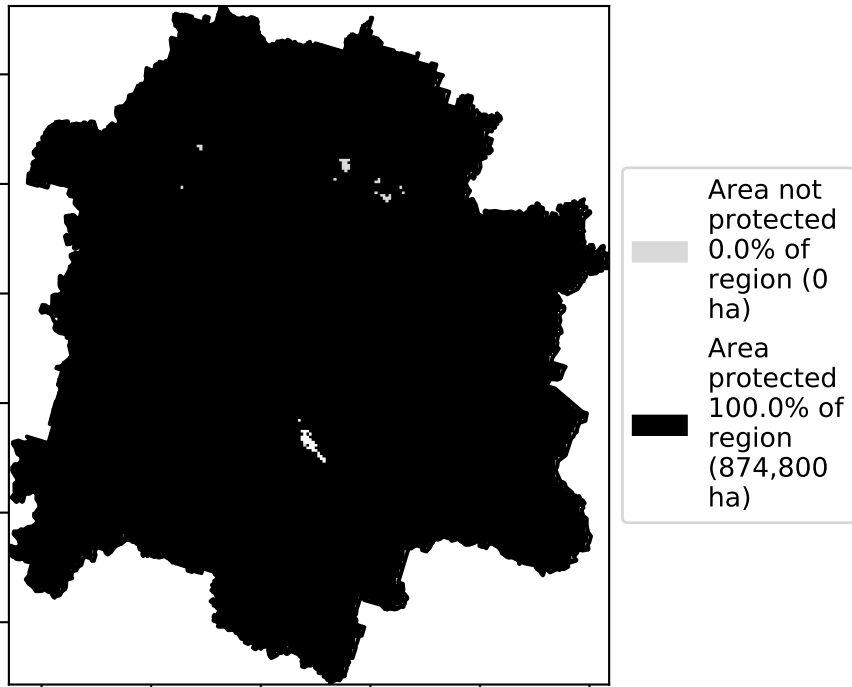 Area not
protected
0.0% of
region (0
ha)
Area
protected
100.0% of
region
(874,800
ha)